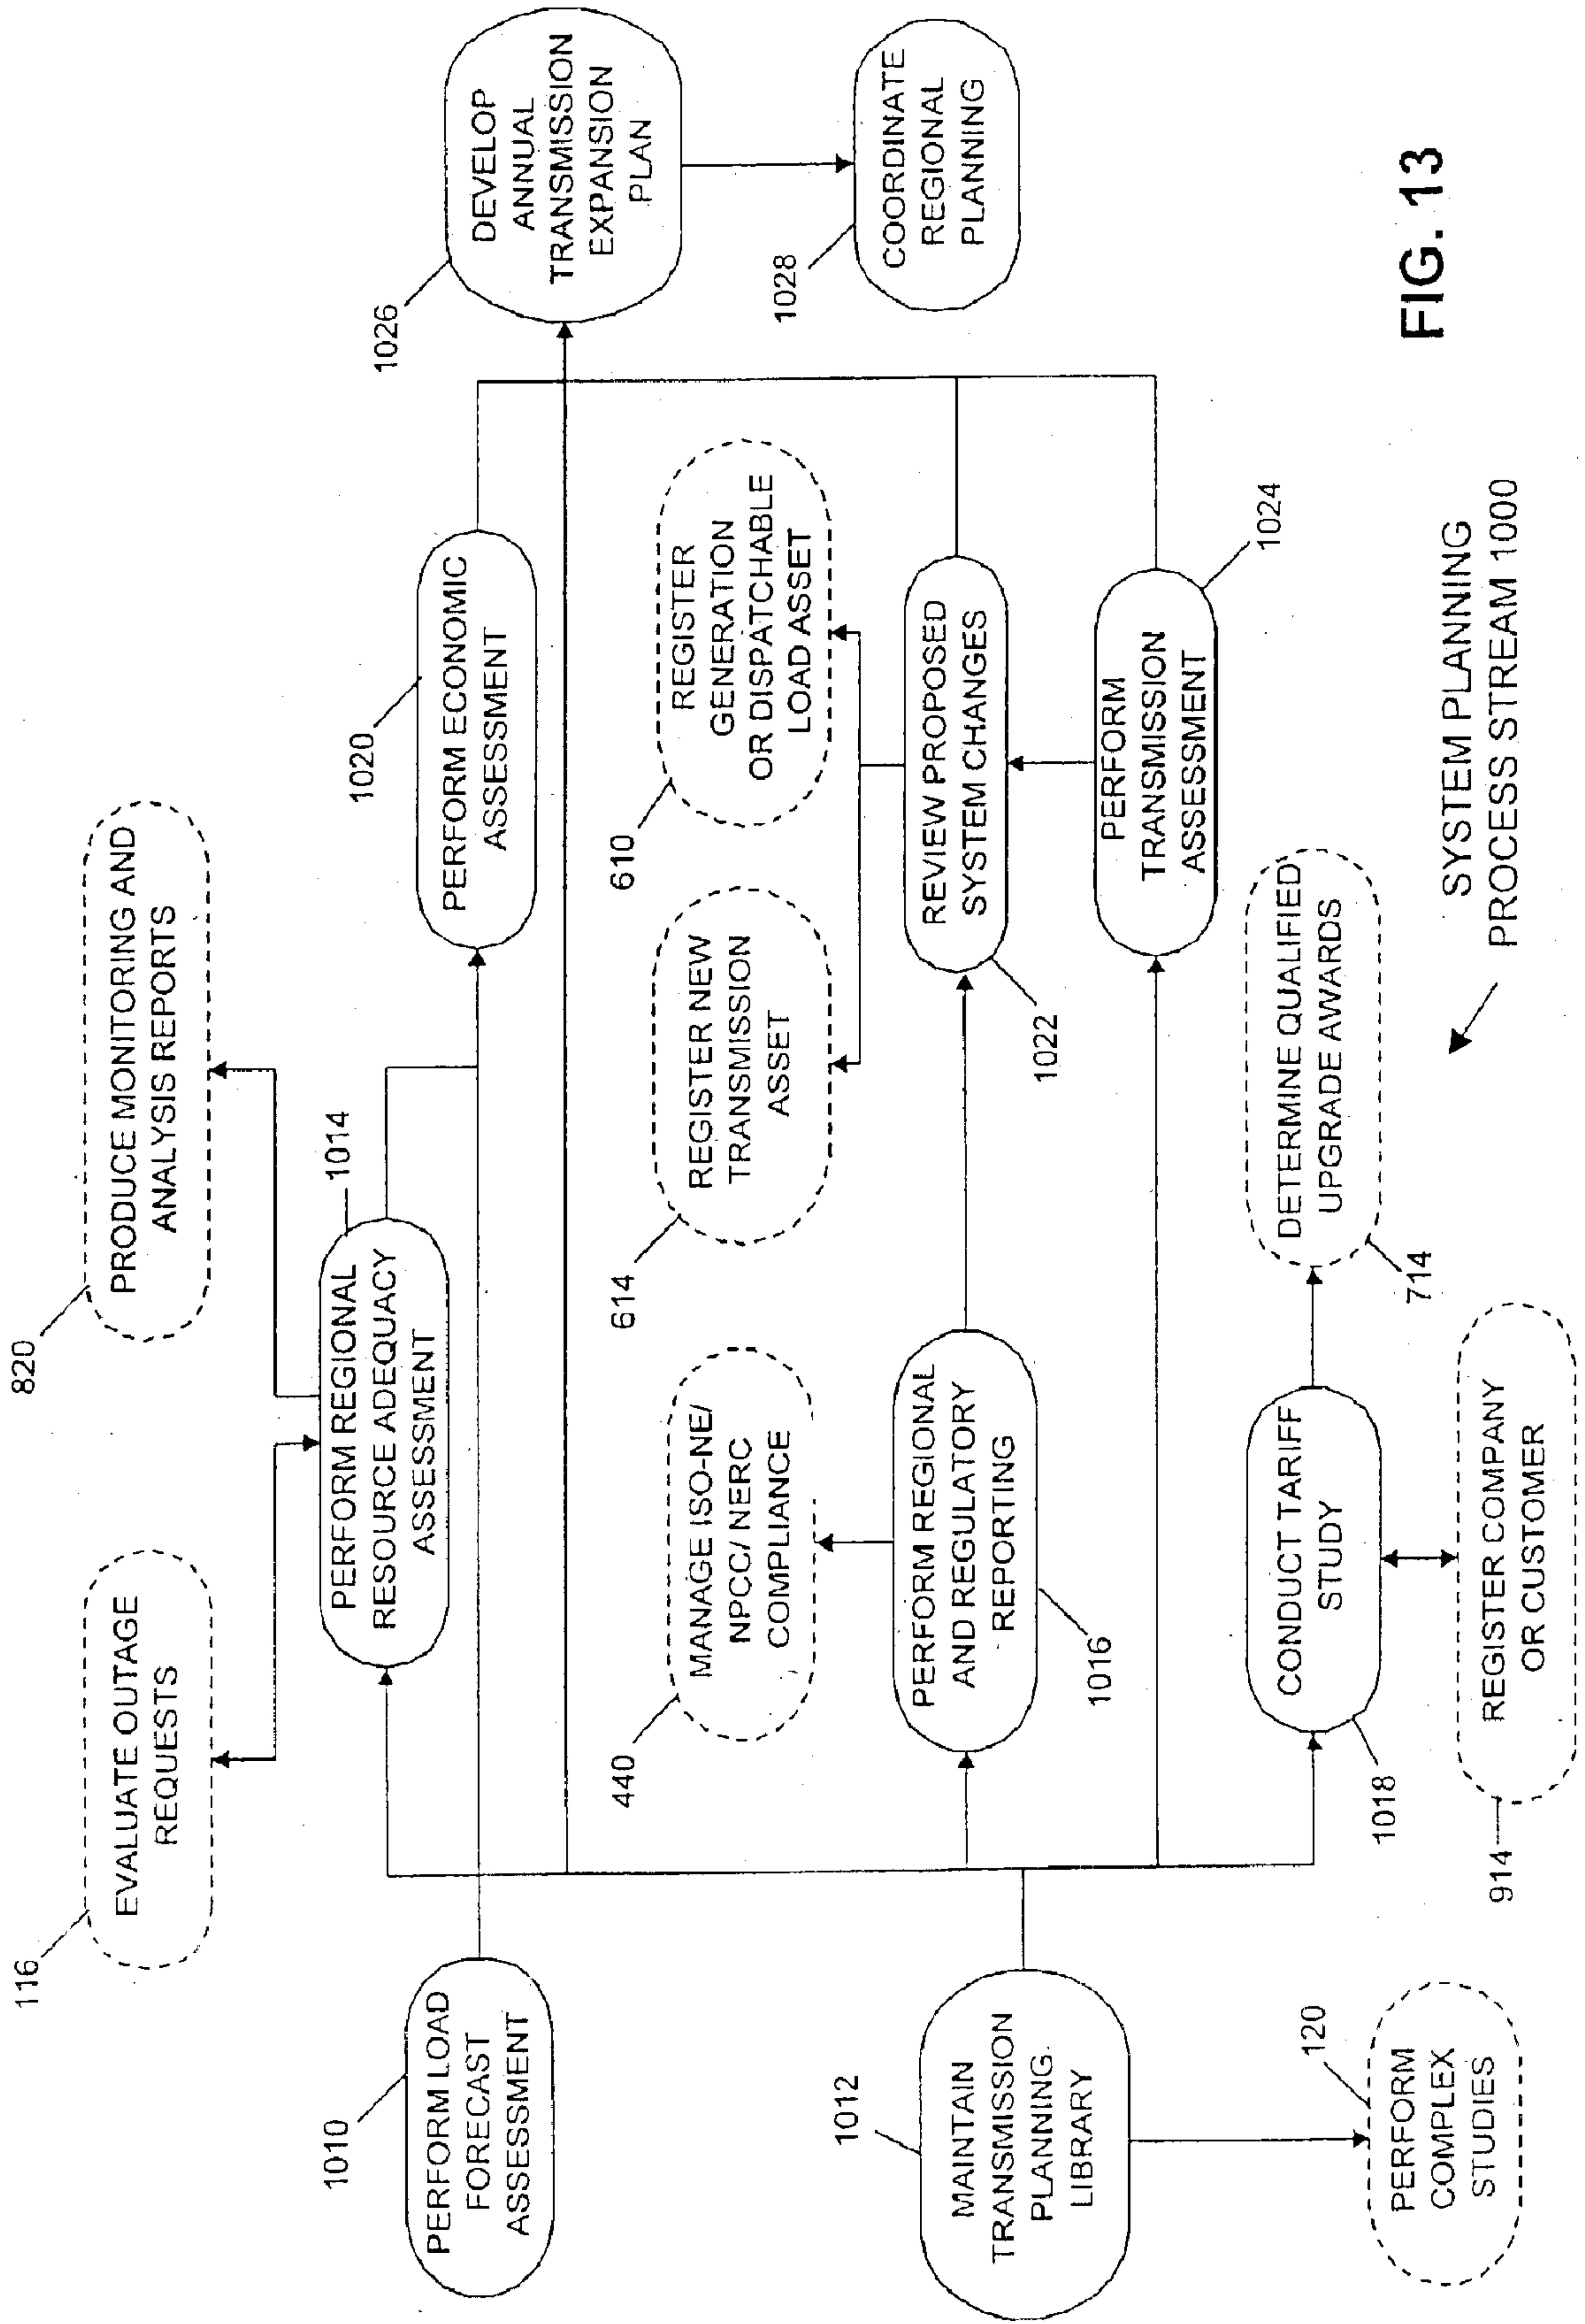 116
EVALUATE OUTAGE
REQUESTS
820
PRODUCE MONITORING AND
ANALYSIS REPORTS
1010
PERFORM LOAD
FORECAST
ASSESSMENT
1014
PERFORM REGIONAL
RESOURCE ADEQUACY
ASSESSMENT
1020
PERFORM ECONOMIC
ASSESSMENT
1026
DEVELOP
ANNUAL
TRANSMISSION
EXPANSION
PLAN
440
MANAGE ISO-NE/
NPCC/ NERC
COMPLIANCE
614
REGISTER NEW
TRANSMISSION
ASSET
610
REGISTER
GENERATION
OR DISPATCHABLE
LOAD ASSET
1028
COORDINATE
REGIONAL
PLANNING
1012
MAINTAIN
TRANSMISSION
PLANNING.
LIBRARY
PERFORM REGIONAL
AND REGULATORY
REPORTING
1016
REVIEW PROPOSED
SYSTEM CHANGES
1022
PERFORM
TRANSMISSION
ASSESSMENT
1024
120
PERFORM
COMPLEX
STUDIES
CONDUCT TARIFF
STUDY
1018
DETERMINE QUALIFIED
UPGRADE AWARDS
714
914
REGISTER COMPANY
OR CUSTOMER
SYSTEM PLANNING
PROCESS STREAM 1000
FIG. 13